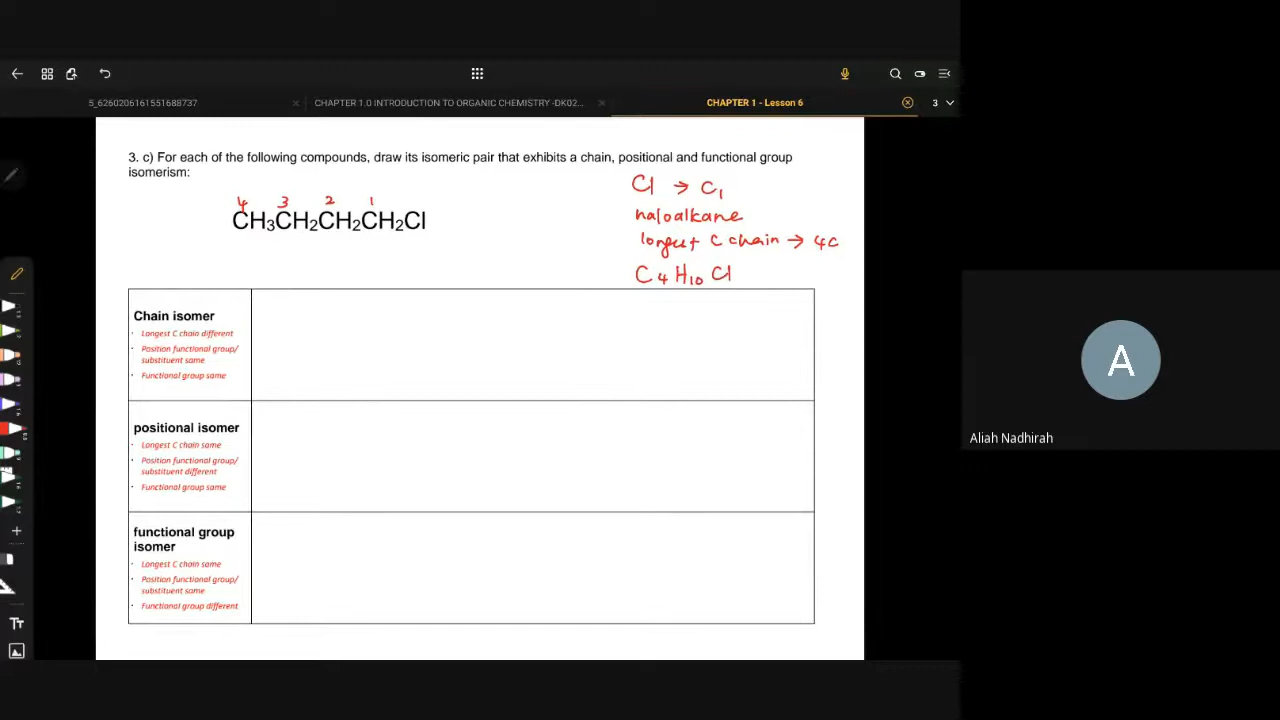 5_6260206161551688737
CHAPTER 1.0 INTRODUCTION TO ORGANIC CHEMISTRY -DK02...
CHAPTER 1 - Lesson 6
3
3. c) For each of the following compounds, draw its isomeric pair that exhibits a chain, positional and functional group
isomerism:
4 3 2 1
CH3CH2CH2CH2Cl
Cl → C1
haloalkane
longest C chain → 4C
C4H10Cl
Chain isomer
· Longest C chain different
· Position functional group/
substituent same
· Functional group same
positional isomer
· Longest C chain same
· Position functional group/
substituent different
· Functional group same
functional group
isomer
· Longest C chain same
· Position functional group/
substituent same
· Functional group different
Tт
A
Aliah Nadhirah